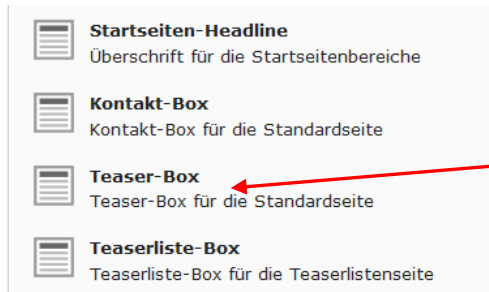 Startseiten-Headline
Überschrift für die Startseitenbereiche
Kontakt-Box
Kontakt-Box für die Standardseite
Teaser-Box
Teaser-Box für die Standardseite
Teaserliste-Box
Teaserliste-Box für die Teaserlistenseite